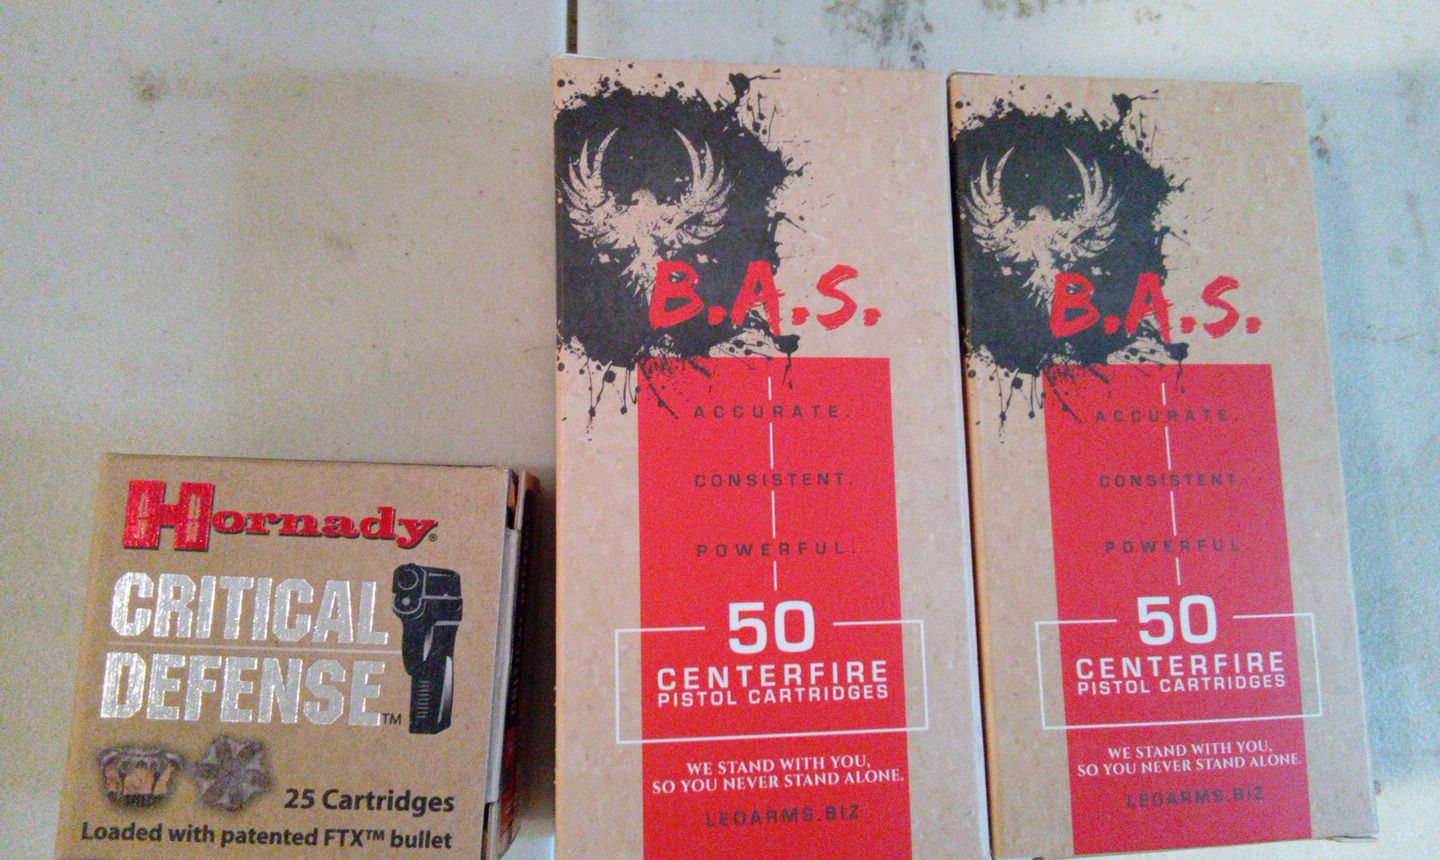 Hornady®
CRITICAL
DEFENSE™
25 Cartridges
Loaded with patented FTX™ bullet
B.A.S.
ACCURATE.
CONSISTENT.
POWERFUL.
50
CENTERFIRE
PISTOL CARTRIDGES
WE STAND WITH YOU,
SO YOU NEVER STAND ALONE.
LEOARMS.BIZ
B.A.S.
ACCURATE.
CONSISTENT.
POWERFUL.
50
CENTERFIRE
PISTOL CARTRIDGES
WE STAND WITH YOU,
SO YOU NEVER STAND ALONE.
LEOARMS.BIZ